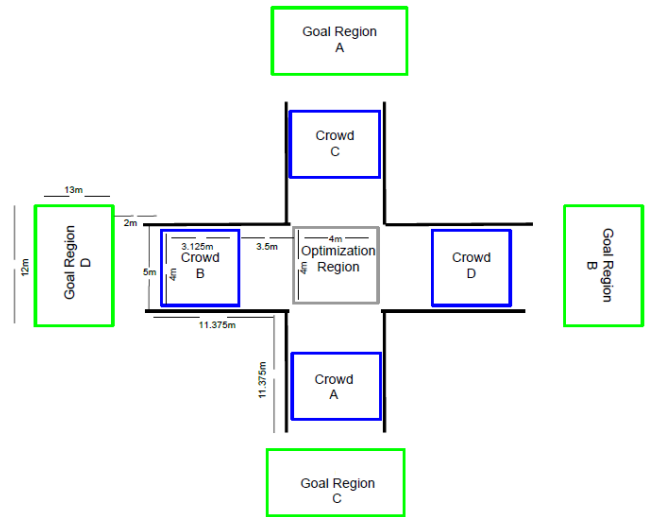 Goal Region
A
Crowd
C
13m
2m
12m
Goal Region
D
5m
4m
3.125m
Crowd
B
3.5m
4m
4m
Optimization
Region
Crowd
D
Goal Region
B
11.375m
11.375m
Crowd
A
Goal Region
C